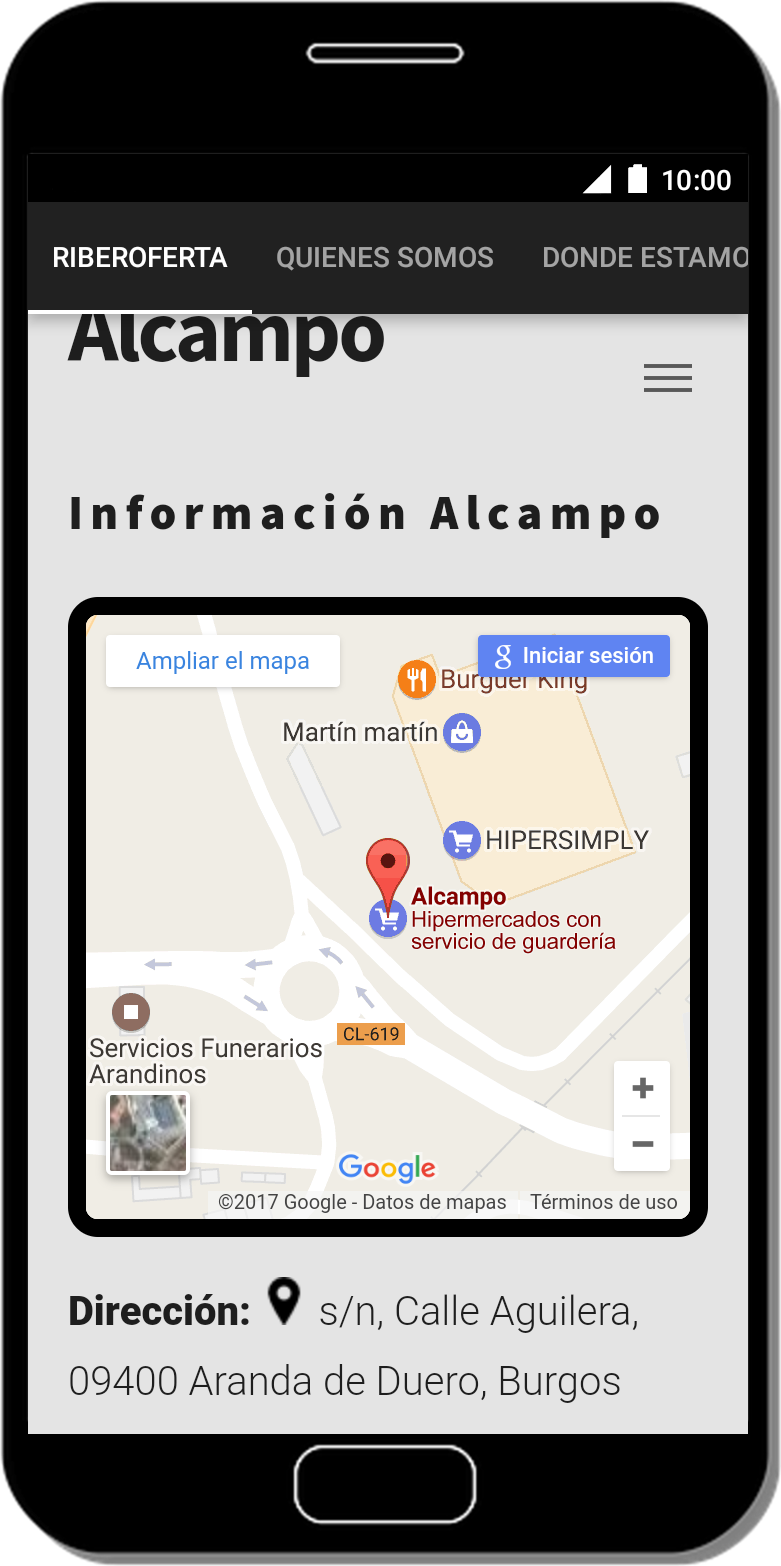 10:00
RIBEROFERTA QUIENES SOMOS DONDE ESTAMO
Alcampo
Información Alcampo
Ampliar el mapa
g Iniciar sesión
Burguer King
Martín martín
HIPERSIMPLY
Alcampo
Hipermercados con
servicio de guardería
CL-619
Servicios Funerarios
Arandinos
Google
©2017 Google - Datos de mapas Términos de uso
Dirección: s/n, Calle Aguilera,
09400 Aranda de Duero, Burgos